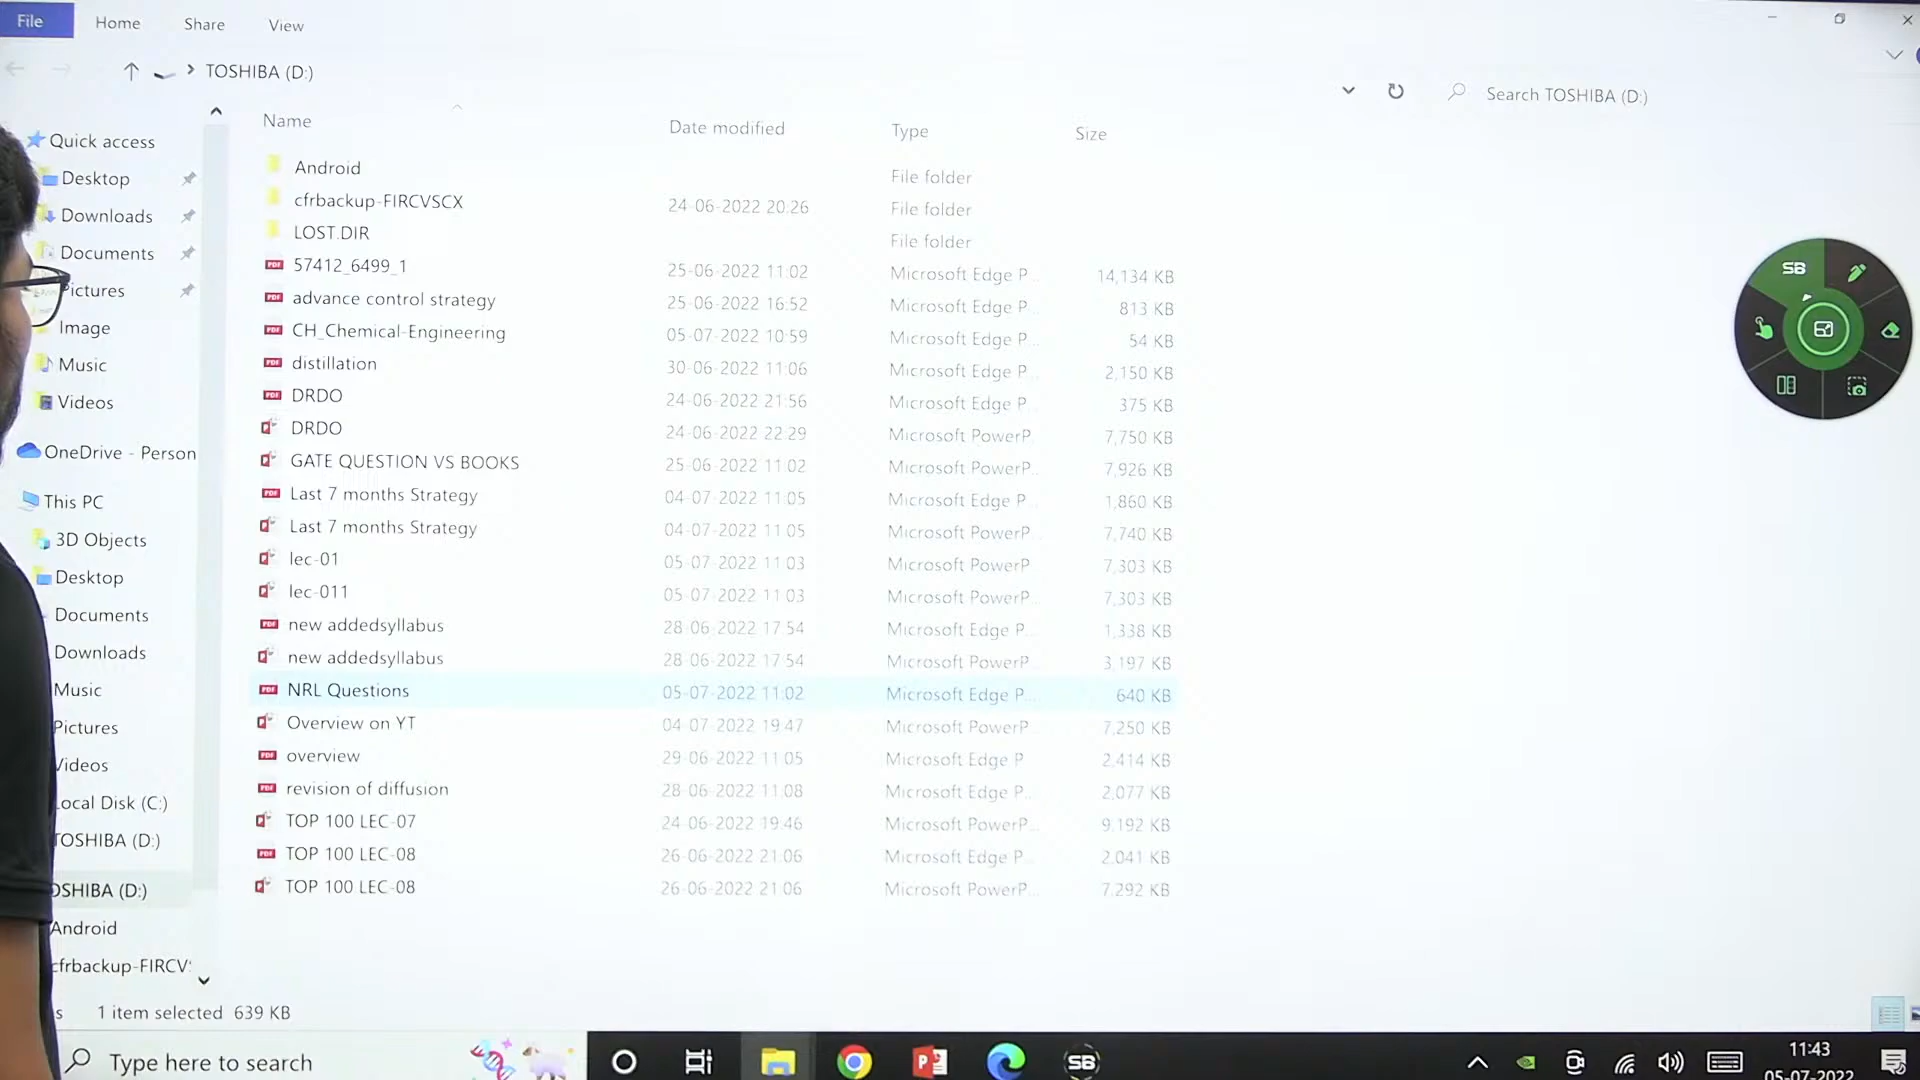 File Home Share View
TOSHIBA (D:)
Search TOSHIBA (D:)
Name Date modified Type Size
Quick access
Desktop
Downloads
Documents
Pictures
Image
Music
Videos
OneDrive - Person
This PC
3D Objects
Desktop
Documents
Downloads
Music
Pictures
Videos
Local Disk (C:)
TOSHIBA (D:)
OSHIBA (D:)
Android
cfrbackup-FIRCV
Android File folder
cfrbackup-FIRCVSCX 24-06-2022 20:26 File folder
LOST.DIR File folder
57412_6499_1 25-06-2022 11:02 Microsoft Edge P... 14,134 KB
advance control strategy 25-06-2022 16:52 Microsoft Edge P... 813 KB
CH_Chemical-Engineering 05-07-2022 10:59 Microsoft Edge P... 54 KB
distillation 30-06-2022 11:06 Microsoft Edge P... 2,150 KB
DRDO 24-06-2022 21:56 Microsoft Edge P... 375 KB
DRDO 24-06-2022 22:29 Microsoft PowerP... 7,750 KB
GATE QUESTION VS BOOKS 25-06-2022 11:02 Microsoft PowerP... 7,926 KB
Last 7 months Strategy 04-07-2022 11:05 Microsoft Edge P... 1,860 KB
Last 7 months Strategy 04-07-2022 11:05 Microsoft PowerP... 7,740 KB
lec-01 05-07-2022 11:03 Microsoft PowerP... 7,303 KB
lec-011 05-07-2022 11:03 Microsoft PowerP... 7,303 KB
new addedsyllabus 28-06-2022 17:54 Microsoft Edge P... 1,338 KB
new addedsyllabus 28-06-2022 17:54 Microsoft PowerP... 3,197 KB
NRL Questions 05-07-2022 11:02 Microsoft Edge P... 640 KB
Overview on YT 04-07-2022 19:47 Microsoft PowerP... 7,250 KB
overview 29-06-2022 11:05 Microsoft Edge P... 2,414 KB
revision of diffusion 28-06-2022 11:08 Microsoft Edge P... 2,077 KB
TOP 100 LEC-07 24-06-2022 19:46 Microsoft PowerP... 9,192 KB
TOP 100 LEC-08 26-06-2022 21:06 Microsoft Edge P... 2,041 KB
TOP 100 LEC-08 26-06-2022 21:06 Microsoft PowerP... 7,292 KB
SB
s 1 item selected 639 KB
Type here to search
SB
11:43
05-07-2022